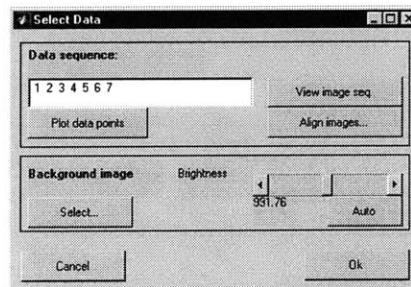 Select Data
Data sequence:
1 2 3 4 5 6 7
View image seq
Plot data points
Align images...
Background image
Brightness
931.76
Select...
Auto
Cancel
Ok